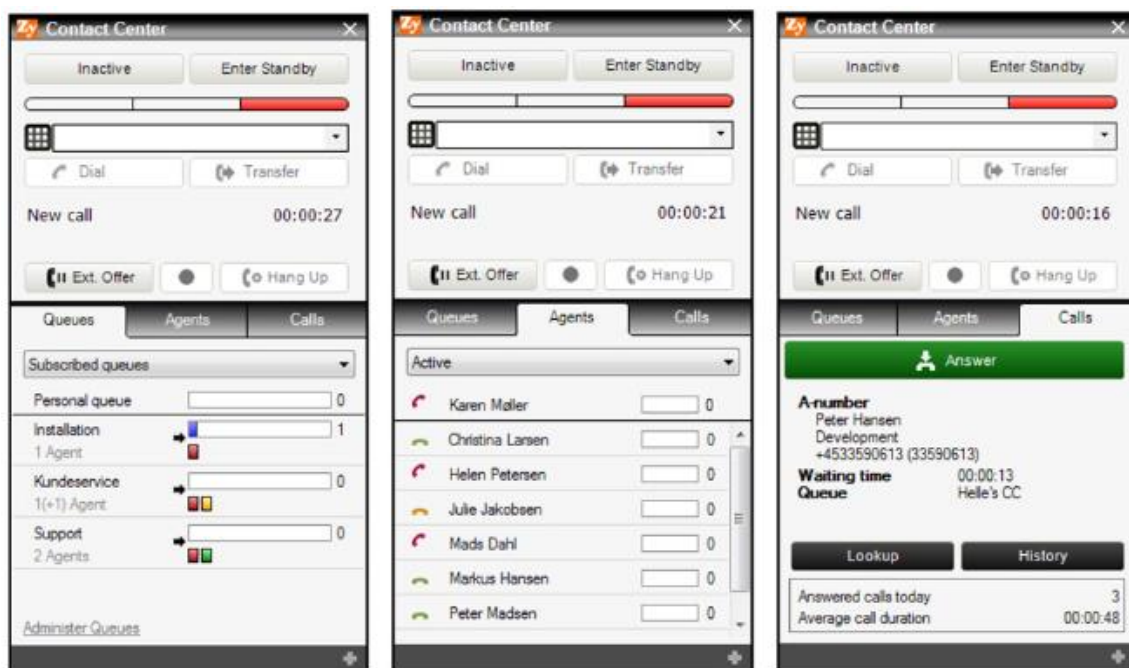 Zy Contact Center
Inactive Enter Standby
Dial Transfer
New call 00:00:27
Ext. Offer Hang Up
Queues Agents Calls
Subscribed queues
Personal queue 0
Installation 1
1 Agent
Kundeservice 0
1(+1) Agent
Support 0
2 Agents
Administer Queues
Zy Contact Center
Inactive Enter Standby
Dial Transfer
New call 00:00:21
Ext. Offer Hang Up
Queues Agents Calls
Active
Karen Møller 0
Christina Larsen 0
Helen Petersen 0
Julie Jakobsen 0
Mads Dahl 0
Markus Hansen 0
Peter Madsen 0
Zy Contact Center
Inactive Enter Standby
Dial Transfer
New call 00:00:16
Ext. Offer Hang Up
Queues Agents Calls
Answer
A-number
Peter Hansen
Development
+4533590613 (33590613)
Waiting time 00:00:13
Queue Helle's CC
Lookup History
Answered calls today 3
Average call duration 00:00:48